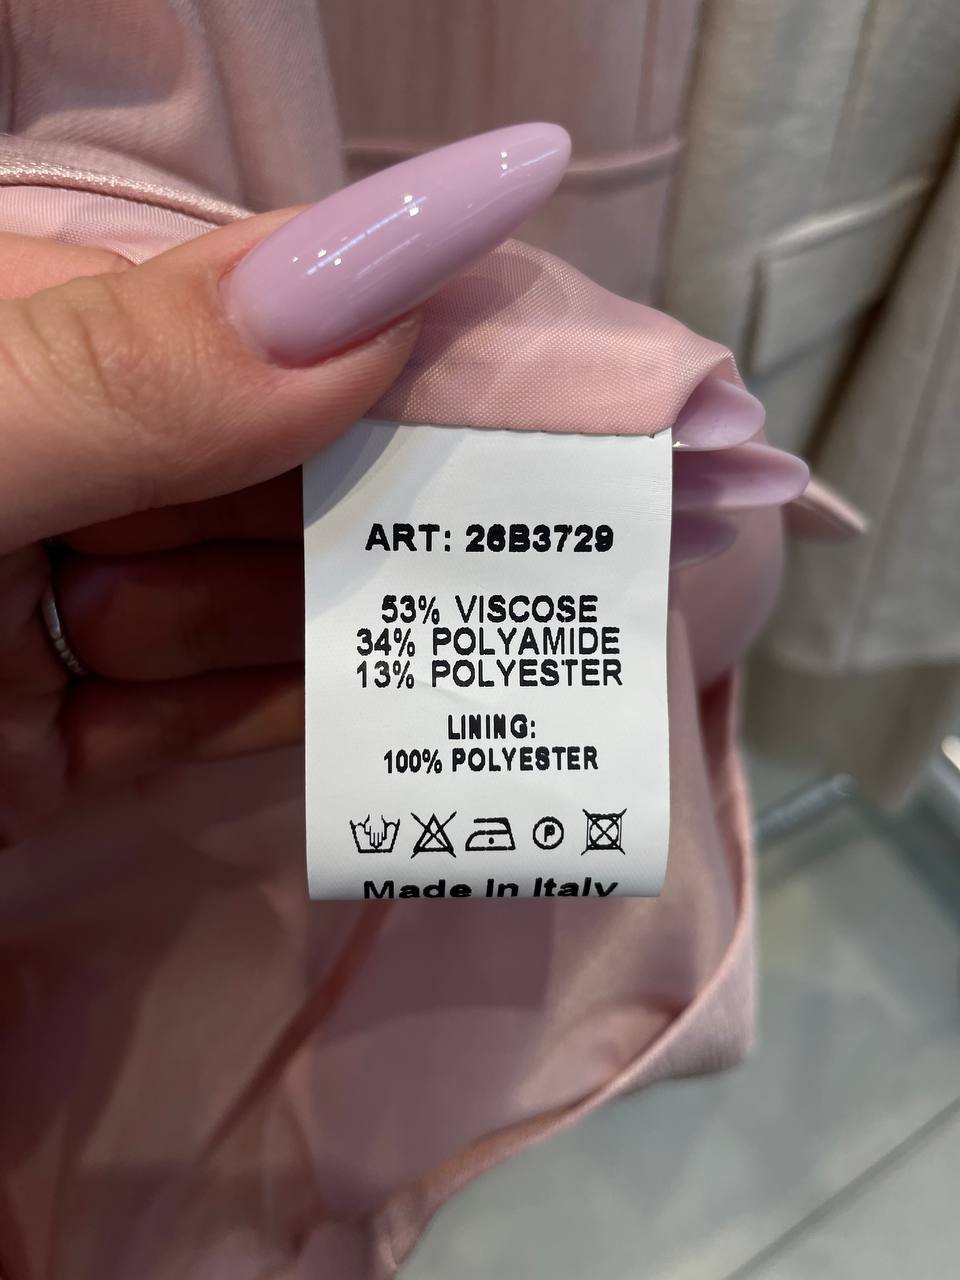 ART: 26B3729
53% VISCOSE
34% POLYAMIDE
13% POLYESTER
LINING:
100% POLYESTER
P
Made In Italy